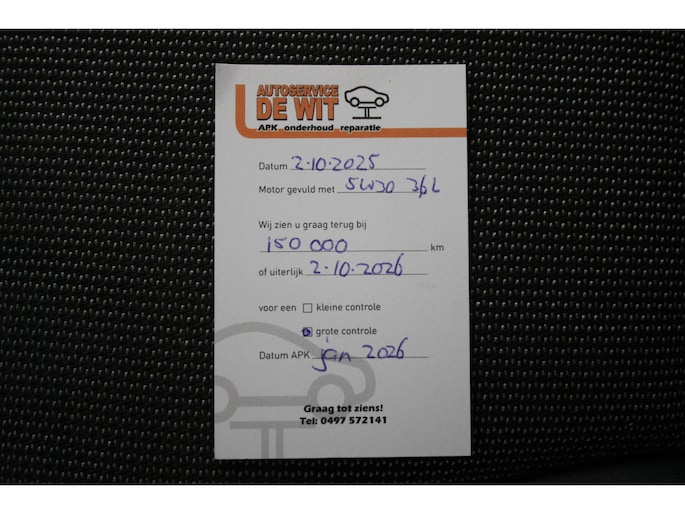 AUTOSERVICE
DE WIT
APK onderhoud reparatie
Datum 2-10-2025
Motor gevuld met 5W30 3,6L
Wij zien u graag terug bij
150 000 km
of uiterlijk 2-10-2026
voor een kleine controle
grote controle
Datum APK jan 2026
Graag tot ziens!
Tel: 0497 572141